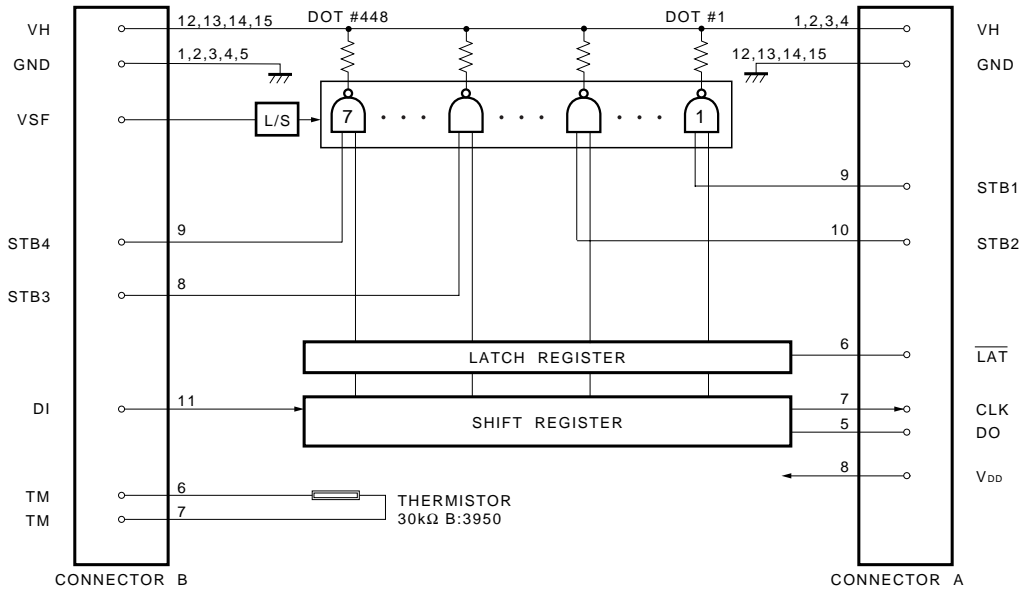 12,13,14,15 DOT #448 DOT #1 1,2,3,4
VH VH
1,2,3,4,5 12,13,14,15
GND GND
VSF L/S 7 · · · · · · · · · · · · 1
9 STB1
9 10
STB4 STB2
8
STB3
LATCH REGISTER 6 LAT
DI 11 SHIFT REGISTER 7 CLK
5 DO
8 VDD
TM 6 THERMISTOR
TM 7 30kΩ B:3950
CONNECTOR B CONNECTOR A